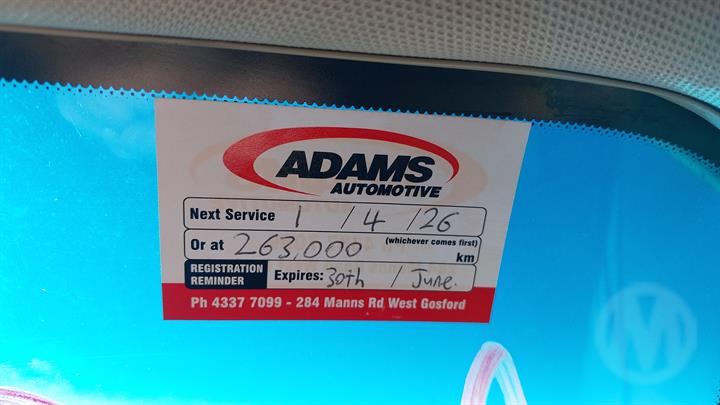 ADAMS
AUTOMOTIVE
Next Service 1 / 4 / 26
Or at 263,000 (whichever comes first) km
REGISTRATION REMINDER Expires: 30th / June.
Ph 4337 7099 - 284 Manns Rd West Gosford
M